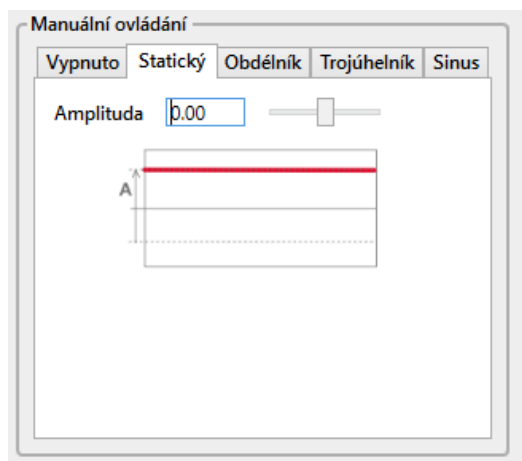 Manuální ovládání
Vypnuto Statický Obdélník Trojúhelník Sinus
Amplituda 0.00
A